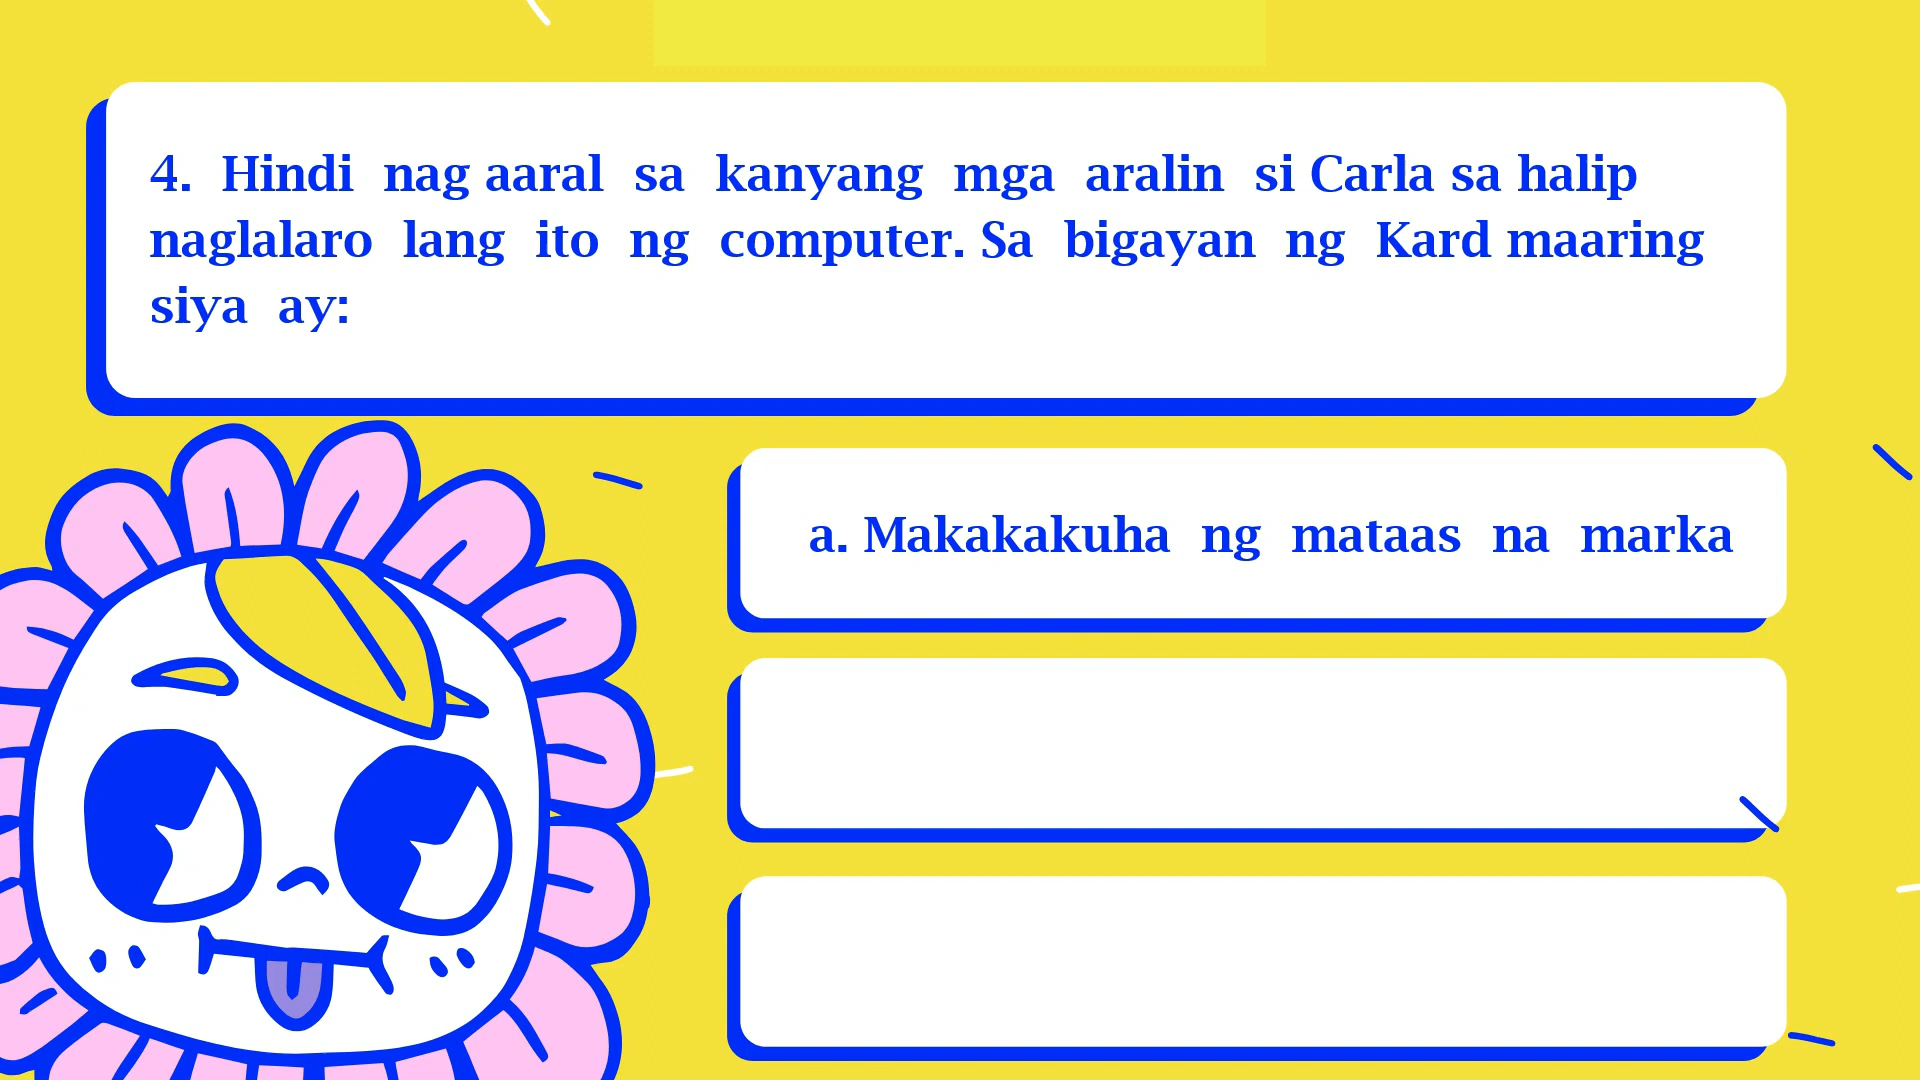 4. Hindi nag aaral sa kanyang mga aralin si Carla sa halip
naglalaro lang ito ng computer. Sa bigayan ng Kard maaring
siya ay:
a. Makakakuha ng mataas na marka